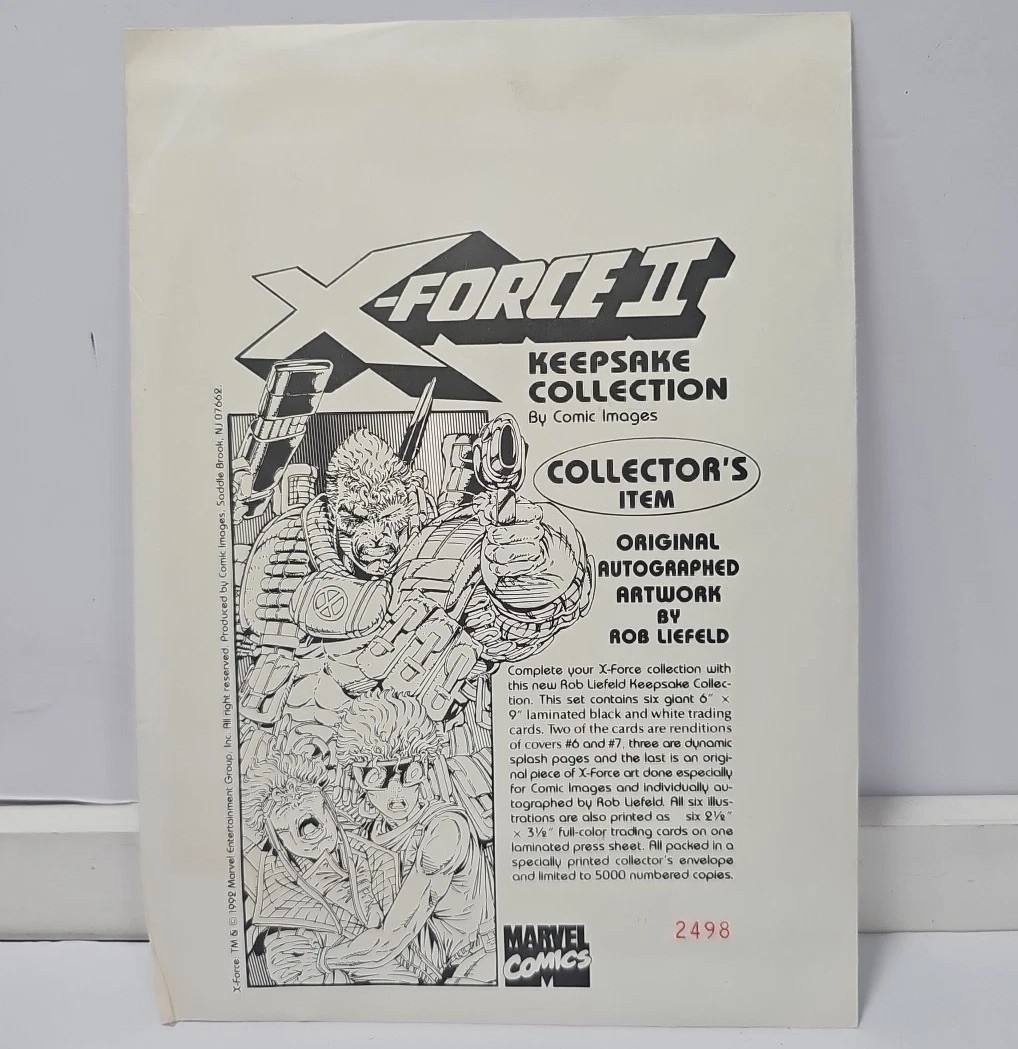 X-FORCE II
KEEPSAKE
COLLECTION
By Comic Images
COLLECTOR'S
ITEM
ORIGINAL
AUTOGRAPHED
ARTWORK
BY
ROB LIEFELD
Complete your X-Force collection with
this new Rob Liefeld Keepsake Collec-
tion. This set contains six giant 6" ×
9" laminated black and white trading
cards. Two of the cards are renditions
of covers #6 and #7, three are dynamic
splash pages and the last is an origi-
nal piece of X-Force art done especially
for Comic Images and individually au-
tographed by Rob Liefeld. All six illus-
trations are also printed as six 2½"
× 3½" full-color trading cards on one
laminated press sheet. All packed in a
specially printed collector's envelope
and limited to 5000 numbered copies.
MARVEL
COMICS
2498
X-Force: TM & © 1992 Marvel Entertainment Group, Inc. All right reserved. Produced by Comic Images, Saddle Brook, NJ 07662.